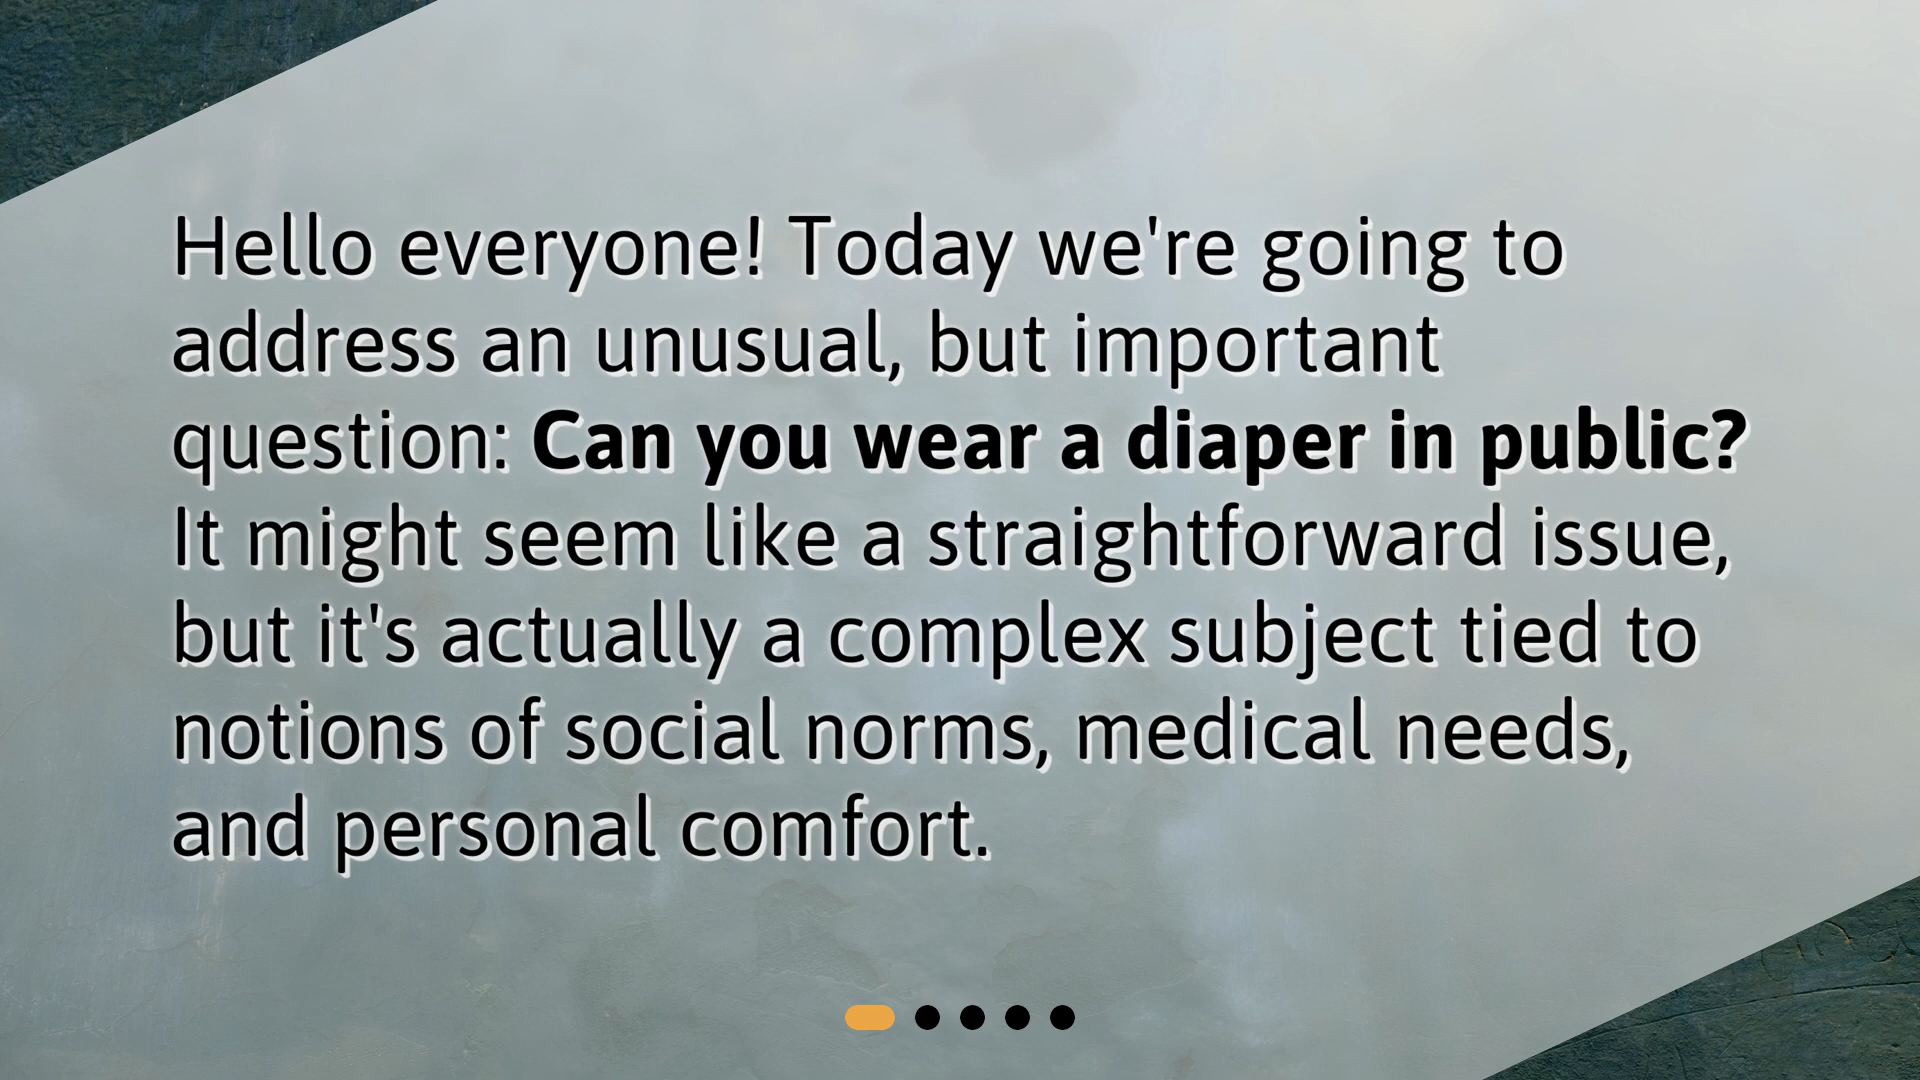 Hello everyone! Today we're going to
address an unusual, but important
question: Can you wear a diaper in public?
It might seem like a straightforward issue,
but it's actually a complex subject tied to
notions of social norms, medical needs,
and personal comfort.